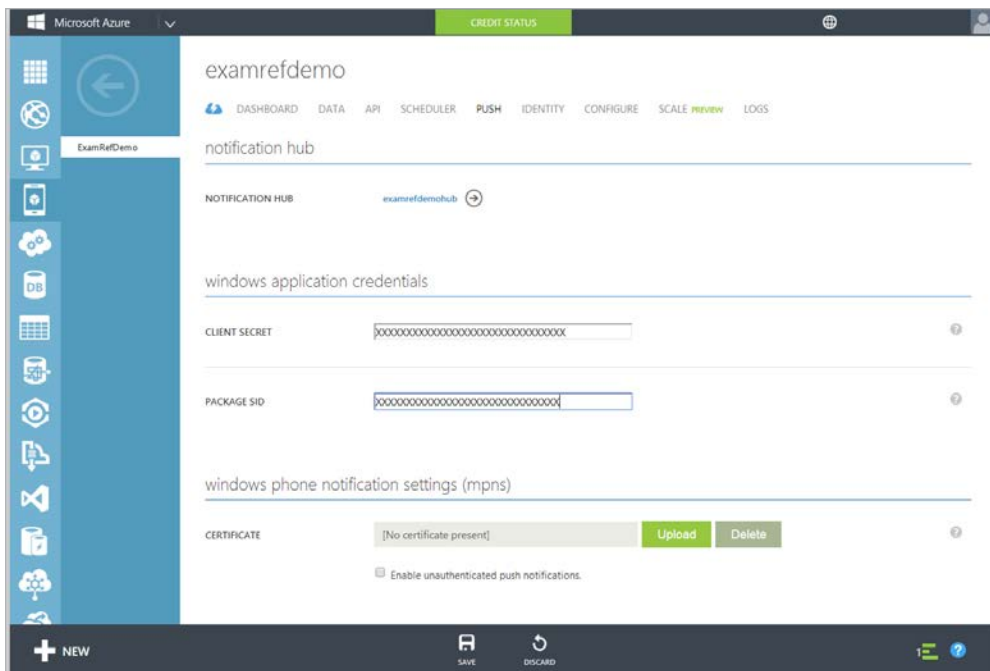 Microsoft Azure
CREDIT STATUS
examrefdemo
DASHBOARD DATA API SCHEDULER PUSH IDENTITY CONFIGURE SCALE PREVIEW LOGS
ExamRefDemo
notification hub
NOTIFICATION HUB examrefdemohub
windows application credentials
CLIENT SECRET XXXXXXXXXXXXXXXXXXXXXXXXXXXXXXXX
?
DB
PACKAGE SID XXXXXXXXXXXXXXXXXXXXXXXXXXXXXXX
?
windows phone notification settings (mpns)
CERTIFICATE [No certificate present] Upload Delete
?
Enable unauthenticated push notifications.
NEW
SAVE DISCARD
1
?